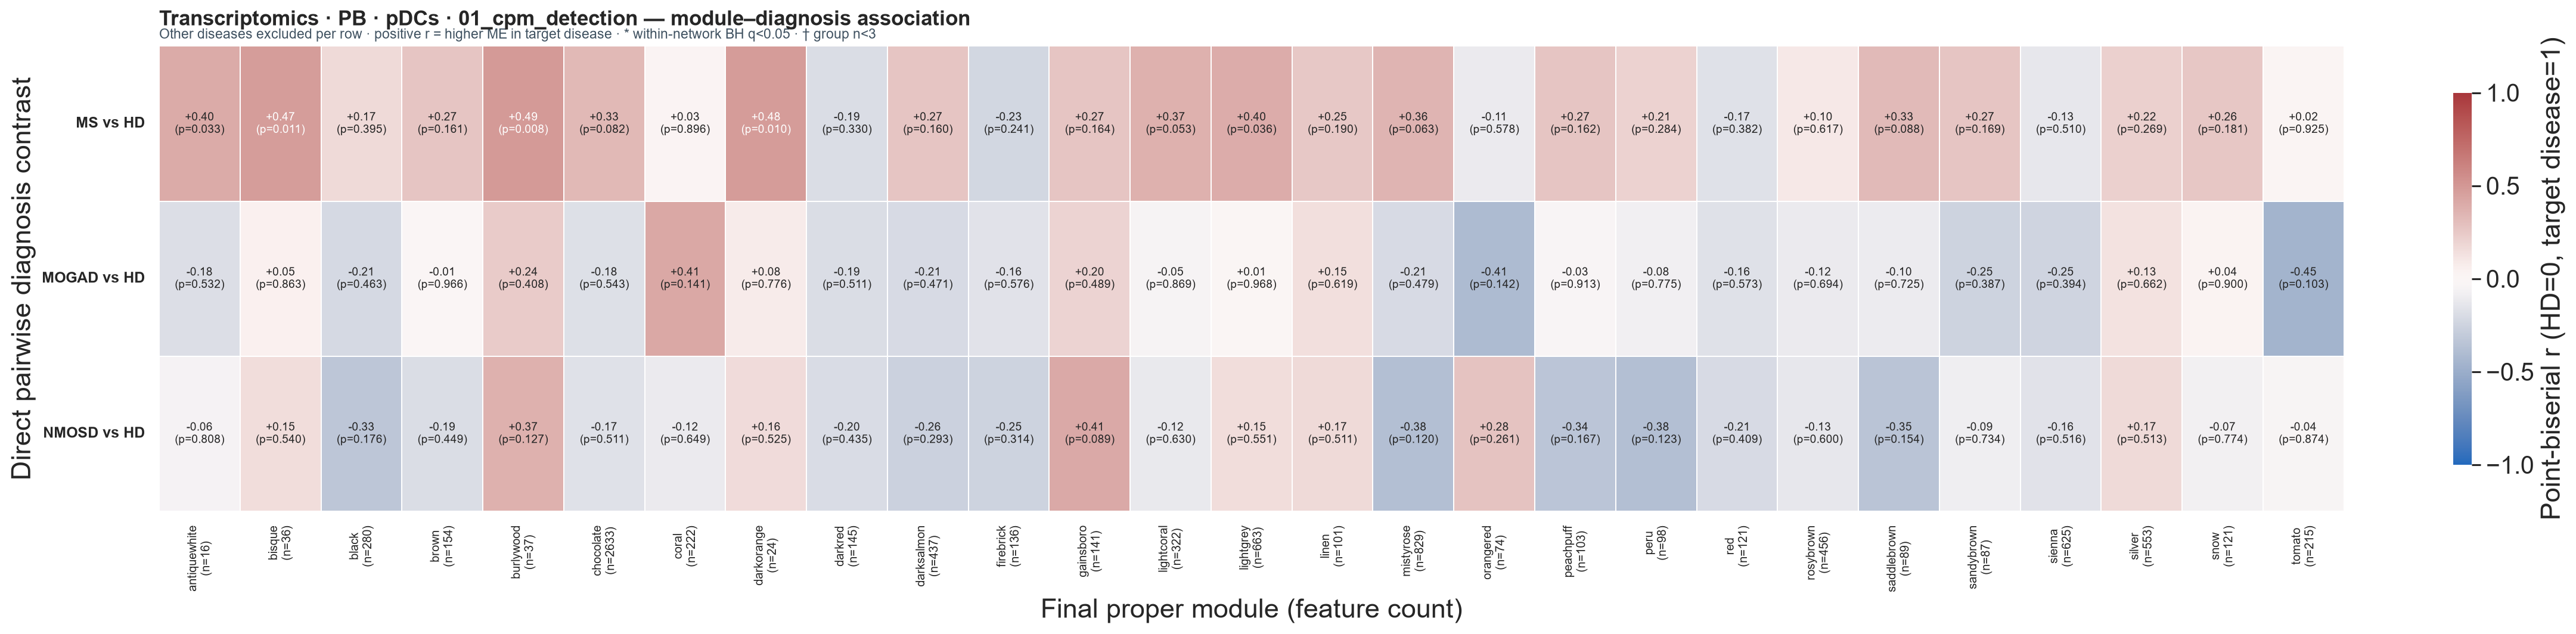 Transcriptomics · PB · pDCs · 01_cpm_detection — module–diagnosis association
Other diseases excluded per row · positive r = higher ME in target disease · * within-network BH q<0.05 · † group n<3
Direct pairwise diagnosis contrast
MS vs HD
+0.40 +0.47 +0.17 +0.27 +0.49 +0.33 +0.03 +0.48 -0.19 +0.27 -0.23 +0.27 +0.37 +0.40 +0.25 +0.36 -0.11 +0.27 +0.21 -0.17 +0.10 +0.33 +0.27 -0.13 +0.22 +0.26 +0.02
(p=0.033) (p=0.011) (p=0.395) (p=0.161) (p=0.008) (p=0.082) (p=0.896) (p=0.010) (p=0.330) (p=0.160) (p=0.241) (p=0.164) (p=0.053) (p=0.036) (p=0.190) (p=0.063) (p=0.578) (p=0.162) (p=0.284) (p=0.382) (p=0.617) (p=0.088) (p=0.169) (p=0.510) (p=0.269) (p=0.181) (p=0.925)
MOGAD vs HD
-0.18 +0.05 -0.21 -0.01 +0.24 -0.18 +0.41 +0.08 -0.19 -0.21 -0.16 +0.20 -0.05 +0.01 +0.15 -0.21 -0.41 -0.03 -0.08 -0.16 -0.12 -0.10 -0.25 -0.25 +0.13 +0.04 -0.45
(p=0.532) (p=0.863) (p=0.463) (p=0.966) (p=0.408) (p=0.543) (p=0.141) (p=0.776) (p=0.511) (p=0.471) (p=0.576) (p=0.489) (p=0.869) (p=0.968) (p=0.619) (p=0.479) (p=0.142) (p=0.913) (p=0.775) (p=0.573) (p=0.694) (p=0.725) (p=0.387) (p=0.394) (p=0.662) (p=0.900) (p=0.103)
NMOSD vs HD
-0.06 +0.15 -0.33 -0.19 +0.37 -0.17 -0.12 +0.16 -0.20 -0.26 -0.25 +0.41 -0.12 +0.15 +0.17 -0.38 +0.28 -0.34 -0.38 -0.21 -0.13 -0.35 -0.09 -0.16 +0.17 -0.07 -0.04
(p=0.808) (p=0.540) (p=0.176) (p=0.449) (p=0.127) (p=0.511) (p=0.649) (p=0.525) (p=0.435) (p=0.293) (p=0.314) (p=0.089) (p=0.630) (p=0.551) (p=0.511) (p=0.120) (p=0.261) (p=0.167) (p=0.123) (p=0.409) (p=0.600) (p=0.154) (p=0.734) (p=0.516) (p=0.513) (p=0.774) (p=0.874)
antiquewhite
(n=16)
bisque
(n=36)
black
(n=280)
brown
(n=154)
burlywood
(n=37)
chocolate
(n=2633)
coral
(n=222)
darkorange
(n=24)
darkred
(n=145)
darksalmon
(n=437)
firebrick
(n=136)
gainsboro
(n=141)
lightcoral
(n=322)
lightgrey
(n=663)
linen
(n=101)
mistyrose
(n=829)
orangered
(n=74)
peachpuff
(n=103)
peru
(n=98)
red
(n=121)
rosybrown
(n=456)
saddlebrown
(n=89)
sandybrown
(n=87)
sienna
(n=625)
silver
(n=553)
snow
(n=121)
tomato
(n=215)
Final proper module (feature count)
1.0
0.5
0.0
−0.5
−1.0
Point-biserial r (HD=0, target disease=1)